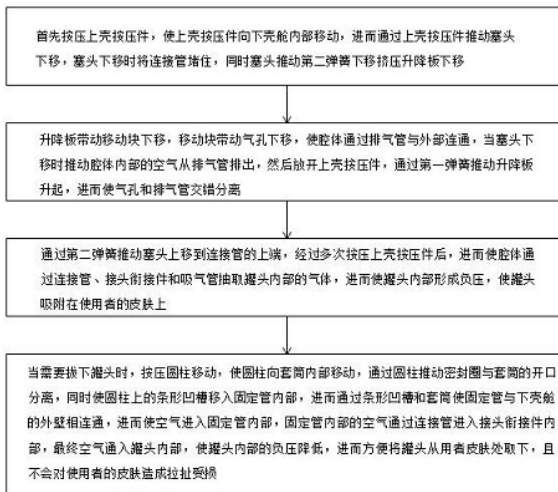 首先按压上壳按压件，使上壳按压件向下壳舱内部移动，进而通过上壳按压件推动塞头
下移，塞头下移时将连接管堵住，同时塞头推动第二弹簧下移挤压升降板下移
升降板带动移动块下移，移动块带动气孔下移，使腔体通过排气管与外部连通，当塞头下
移时推动腔体内部的空气从排气管排出，然后放开上壳按压件，通过第一弹簧推动升降板
升起，进而使气孔和排气管交错分离
通过第二弹簧推动塞头上移到连接管的上端，经过多次按压上壳按压件后，进而使腔体通
过连接管、接头衔接件和吸气管抽取罐头内部的气体，进而使罐头内部形成负压，使罐头
吸附在使用者的皮肤上
当需要拔下罐头时，按压圆柱移动，使圆柱向套筒内部移动，通过圆柱推动密封圈与套筒的开口
分离，同时使圆柱上的条形凹槽移入固定管内部，进而通过条形凹槽和套筒使固定管与下壳舱
的外壁相连通，进而使空气进入固定管内部，固定管内部的空气通过连接管进入接头衔接件内
部，最终空气通入罐头内部，使罐头内部的负压降低，进而方便将罐头从用者皮肤处取下，且
不会对使用者的皮肤造成拉扯受损